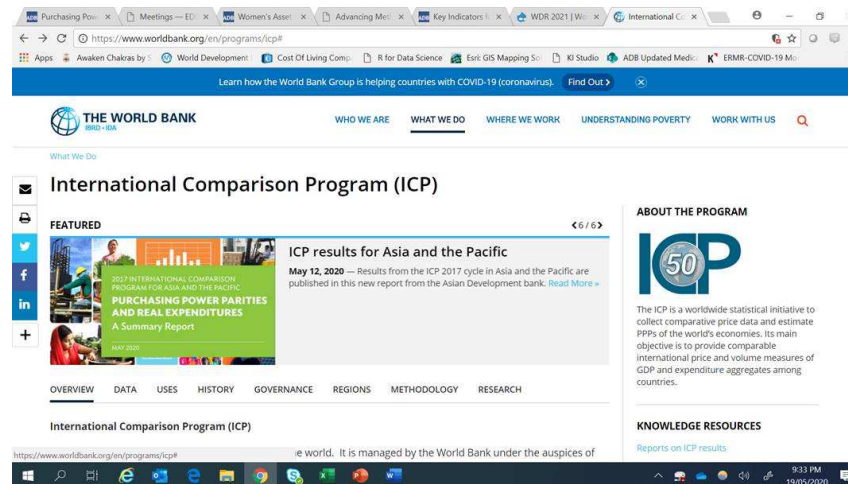 Purchasing Pow
Meetings — ED
Women's Asset
Advancing Met
Key Indicators f
WDR 2021 | W
International Co
https://www.worldbank.org/en/programs/icp#
Apps
Awaken Chakras by S
World Development
Cost Of Living Comp
R for Data Science
Esri: GIS Mapping So
KI Studio
ADB Updated Medic
ERMR-COVID-19 Mo
Learn how the World Bank Group is helping countries with COVID-19 (coronavirus).
Find Out >
THE WORLD BANK
IBRD • IDA
WHO WE ARE
WHAT WE DO
WHERE WE WORK
UNDERSTANDING POVERTY
WORK WITH US
What We Do
International Comparison Program (ICP)
FEATURED
6 / 6
2017 INTERNATIONAL COMPARISON
PROGRAM FOR ASIA AND THE PACIFIC
PURCHASING POWER PARITIES
AND REAL EXPENDITURES
A Summary Report
MAY 2020
ICP results for Asia and the Pacific
May 12, 2020 — Results from the ICP 2017 cycle in Asia and the Pacific are
published in this new report from the Asian Development bank. Read More »
OVERVIEW
DATA
USES
HISTORY
GOVERNANCE
REGIONS
METHODOLOGY
RESEARCH
International Comparison Program (ICP)
e world. It is managed by the World Bank under the auspices of
https://www.worldbank.org/en/programs/icp#
ABOUT THE PROGRAM
ICP
50
The ICP is a worldwide statistical initiative to
collect comparative price data and estimate
PPPs of the world's economies. Its main
objective is to provide comparable
international price and volume measures of
GDP and expenditure aggregates among
countries.
KNOWLEDGE RESOURCES
Reports on ICP results
9:33 PM
19/05/2020